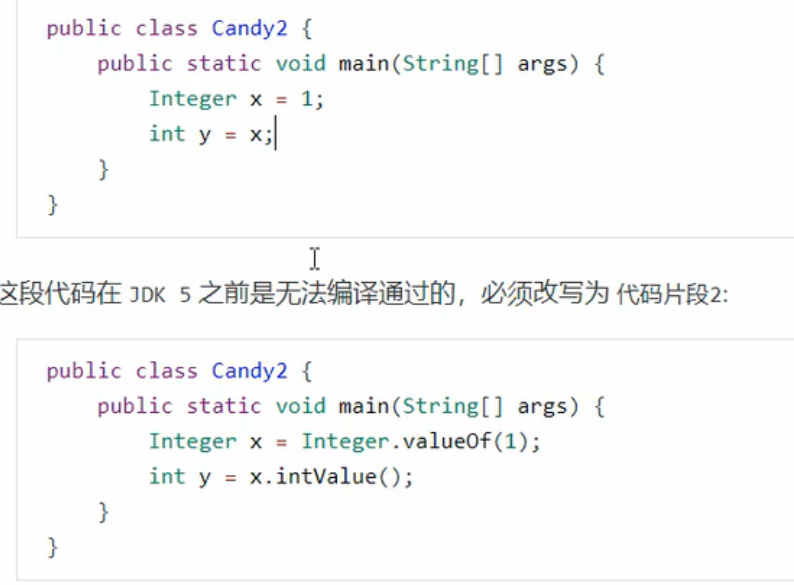 public class Candy2 {
public static void main(String[] args) {
Integer x = 1;
int y = x;
}
}
这段代码在 JDK 5 之前是无法编译通过的，必须改写为 代码片段2:
public class Candy2 {
public static void main(String[] args) {
Integer x = Integer.valueOf(1);
int y = x.intValue();
}
}